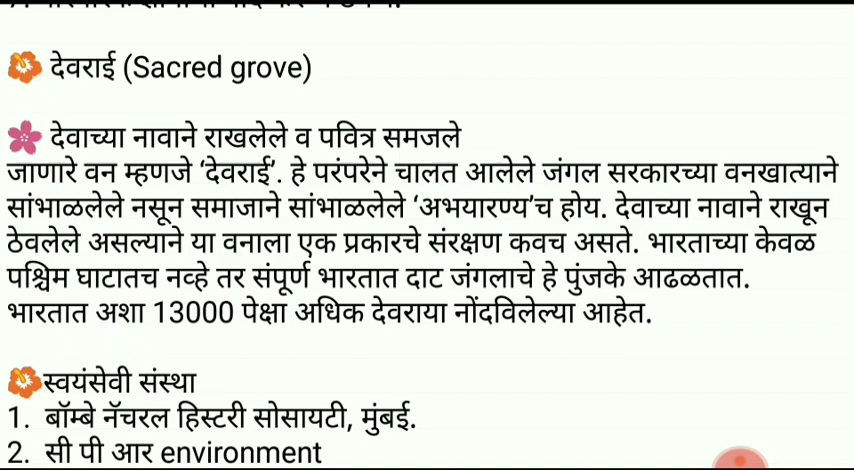 देवराई (Sacred grove)
देवाच्या नावाने राखलेले व पवित्र समजले
जाणारे वन म्हणजे ‘देवराई’. हे परंपरेने चालत आलेले जंगल सरकारच्या वनखात्याने
सांभाळलेले नसून समाजाने सांभाळलेले ‘अभयारण्य’च होय. देवाच्या नावाने राखून
ठेवलेले असल्याने या वनाला एक प्रकारचे संरक्षण कवच असते. भारताच्या केवळ
पश्चिम घाटातच नव्हे तर संपूर्ण भारतात दाट जंगलाचे हे पुंजके आढळतात.
भारतात अशा 13000 पेक्षा अधिक देवराया नोंदविलेल्या आहेत.
स्वयंसेवी संस्था
1. बॉम्बे नॅचरल हिस्टरी सोसायटी, मुंबई.
2. सी पी आर environment